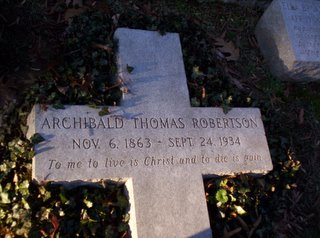 ARCHIBALD THOMAS ROBERTSON
NOV. 6, 1863 - SEPT. 24, 1934
To me to live is Christ and to die is gain